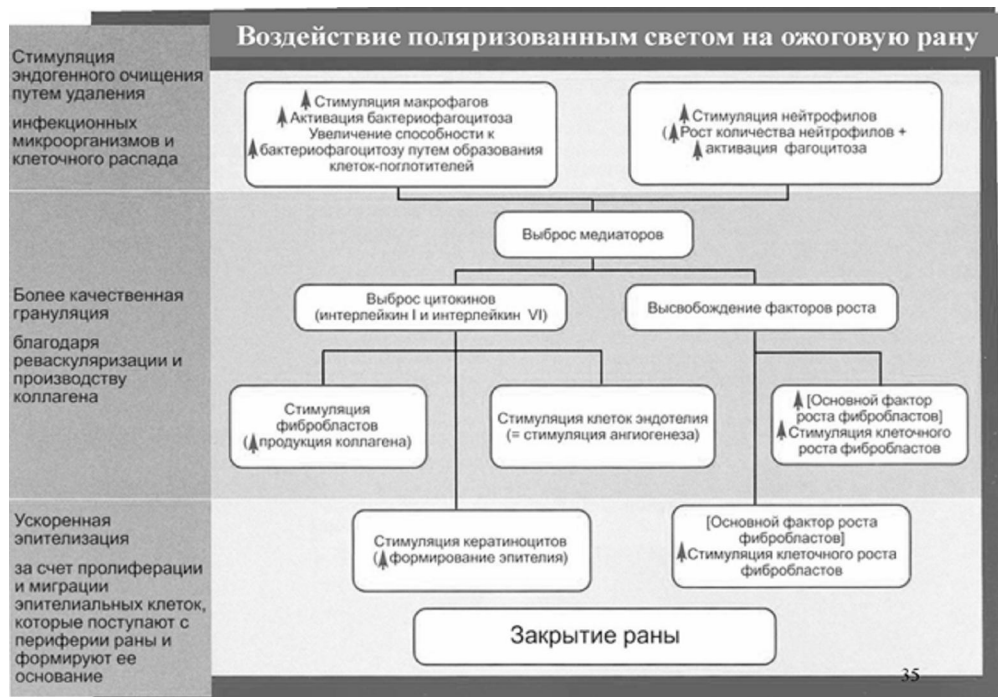 Воздействие поляризованным светом на ожоговую рану
Стимуляция
эндогенного очищения
путем удаления
инфекционных
микроорганизмов и
клеточного распада
Стимуляция макрофагов
Активация бактериофагоцитоза
Увеличение способности к
бактериофагоцитозу путем образования
клеток-поглотителей
Стимуляция нейтрофилов
(Рост количества нейтрофилов +
активация фагоцитоза
Выброс медиаторов
Более качественная
грануляция
благодаря
реваскуляризации и
производству
коллагена
Выброс цитокинов
(интерлейкин I и интерлейкин VI)
Высвобождение факторов роста
Стимуляция
фибробластов
(продукция коллагена)
Стимуляция клеток эндотелия
(= стимуляция ангиогенеза)
[Основной фактор
роста фибробластов]
Стимуляция клеточного
роста фибробластов
Ускоренная
эпителизация
за счет пролиферации
и миграции
эпителиальных клеток,
которые поступают с
периферии раны и
формируют ее
основание
Стимуляция кератиноцитов
(формирование эпителия)
[Основной фактор роста
фибробластов]
Стимуляция клеточного роста
фибробластов
Закрытие раны
35